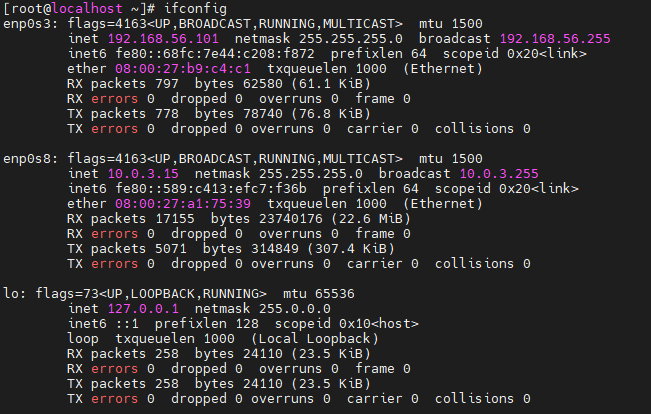 [root@localhost ~]# ifconfig
enp0s3: flags=4163<UP,BROADCAST,RUNNING,MULTICAST>  mtu 1500
        inet 192.168.56.101  netmask 255.255.255.0  broadcast 192.168.56.255
        inet6 fe80::68fc:7e44:c208:f872  prefixlen 64  scopeid 0x20<link>
        ether 08:00:27:b9:c4:c1  txqueuelen 1000  (Ethernet)
        RX packets 797  bytes 62580 (61.1 KiB)
        RX errors 0  dropped 0  overruns 0  frame 0
        TX packets 778  bytes 78740 (76.8 KiB)
        TX errors 0  dropped 0 overruns 0  carrier 0  collisions 0

enp0s8: flags=4163<UP,BROADCAST,RUNNING,MULTICAST>  mtu 1500
        inet 10.0.3.15  netmask 255.255.255.0  broadcast 10.0.3.255
        inet6 fe80::589:c413:efc7:f36b  prefixlen 64  scopeid 0x20<link>
        ether 08:00:27:a1:75:39  txqueuelen 1000  (Ethernet)
        RX packets 17155  bytes 23740176 (22.6 MiB)
        RX errors 0  dropped 0  overruns 0  frame 0
        TX packets 5071  bytes 314849 (307.4 KiB)
        TX errors 0  dropped 0 overruns 0  carrier 0  collisions 0

lo: flags=73<UP,LOOPBACK,RUNNING>  mtu 65536
        inet 127.0.0.1  netmask 255.0.0.0
        inet6 ::1  prefixlen 128  scopeid 0x10<host>
        loop  txqueuelen 1000  (Local Loopback)
        RX packets 258  bytes 24110 (23.5 KiB)
        RX errors 0  dropped 0  overruns 0  frame 0
        TX packets 258  bytes 24110 (23.5 KiB)
        TX errors 0  dropped 0 overruns 0  carrier 0  collisions 0